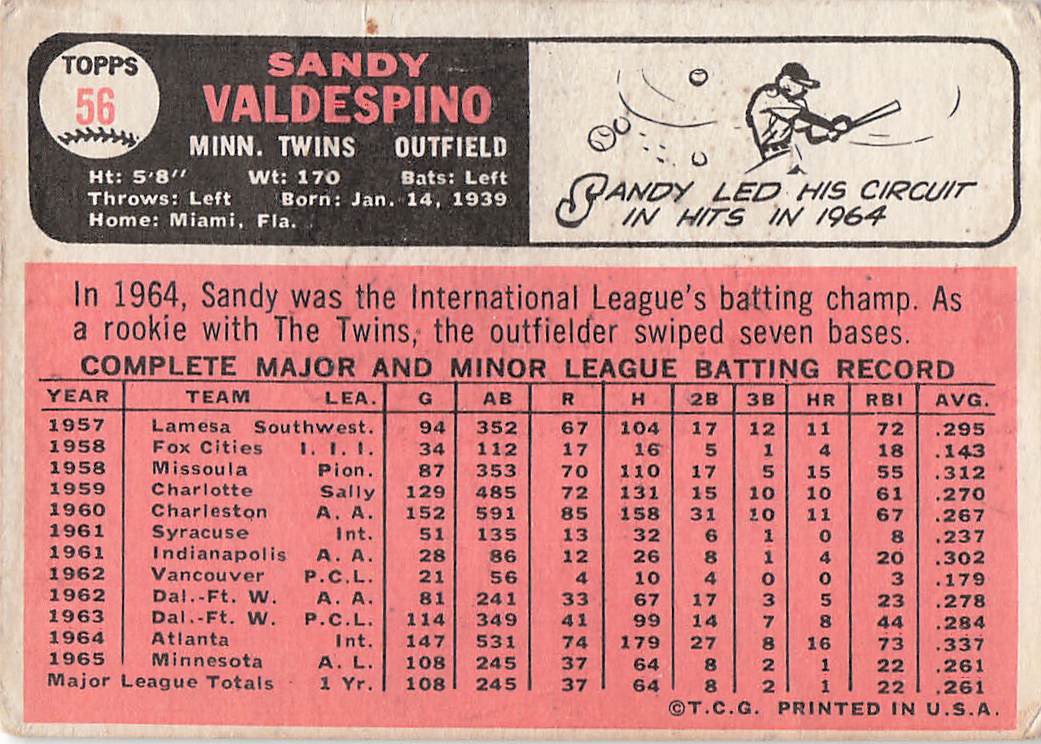 TOPPS
56
SANDY
VALDESPINO
MINN. TWINS OUTFIELD
Ht: 5'8" Wt: 170 Bats: Left
Throws: Left Born: Jan. 14, 1939
Home: Miami, Fla.
SANDY LED HIS CIRCUIT
IN HITS IN 1964
In 1964, Sandy was the International League's batting champ. As
a rookie with The Twins, the outfielder swiped seven bases.
COMPLETE MAJOR AND MINOR LEAGUE BATTING RECORD
YEAR TEAM LEA. G AB R H 2B 3B HR RBI AVG.
1957 Lamesa Southwest. 94 352 67 104 17 12 11 72 .295
1958 Fox Cities I. I. I. 34 112 17 16 5 1 4 18 .143
1958 Missoula Pion. 87 353 70 110 17 5 15 55 .312
1959 Charlotte Sally 129 485 72 131 15 10 10 61 .270
1960 Charleston A. A. 152 591 85 158 31 10 11 67 .267
1961 Syracuse Int. 51 135 13 32 6 1 0 8 .237
1961 Indianapolis A. A. 28 86 12 26 8 1 4 20 .302
1962 Vancouver P.C.L. 21 56 4 10 4 0 0 3 .179
1962 Dal.-Ft. W. A. A. 81 241 33 67 17 3 5 23 .278
1963 Dal.-Ft. W. P.C.L. 114 349 41 99 14 7 8 44 .284
1964 Atlanta Int. 147 531 74 179 27 8 16 73 .337
1965 Minnesota A. L. 108 245 37 64 8 2 1 22 .261
Major League Totals 1 Yr. 108 245 37 64 8 2 1 22 .261
©T.C.G. PRINTED IN U.S.A.